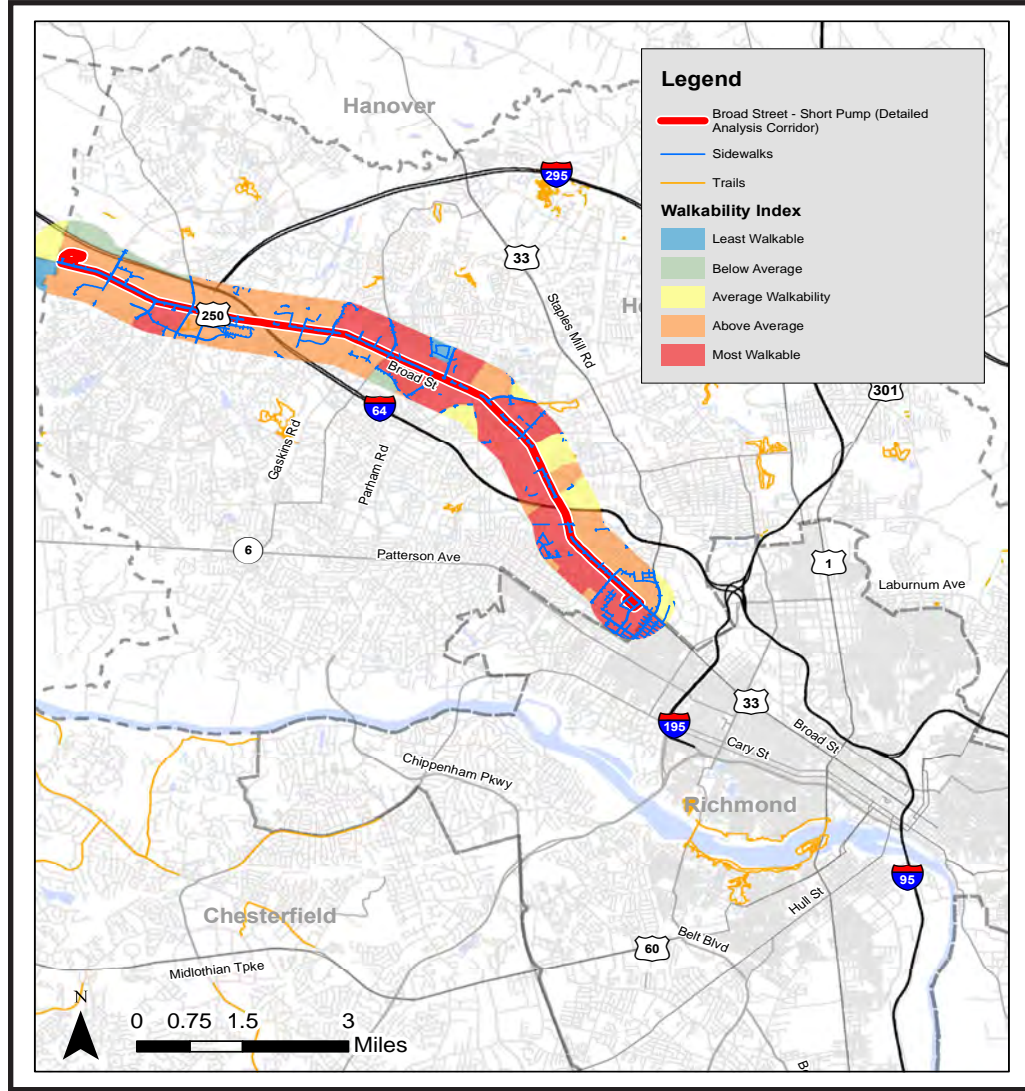 Legend
Broad Street - Short Pump (Detailed
Analysis Corridor)
Sidewalks
Trails
Walkability Index
Least Walkable
Below Average
Average Walkability
Above Average
Most Walkable
Hanover
295
33
He
Staples Mill Rd
250
Broad St
64
301
Gaskins Rd
Parham Rd
6
Patterson Ave
1
Laburnum Ave
33
195
Broad St
Cary St
Chippenham Pkwy
Richmond
95
Hull St
Chesterfield
Belt Blvd
60
Midlothian Tpke
N
0 0.75 1.5 3
Miles